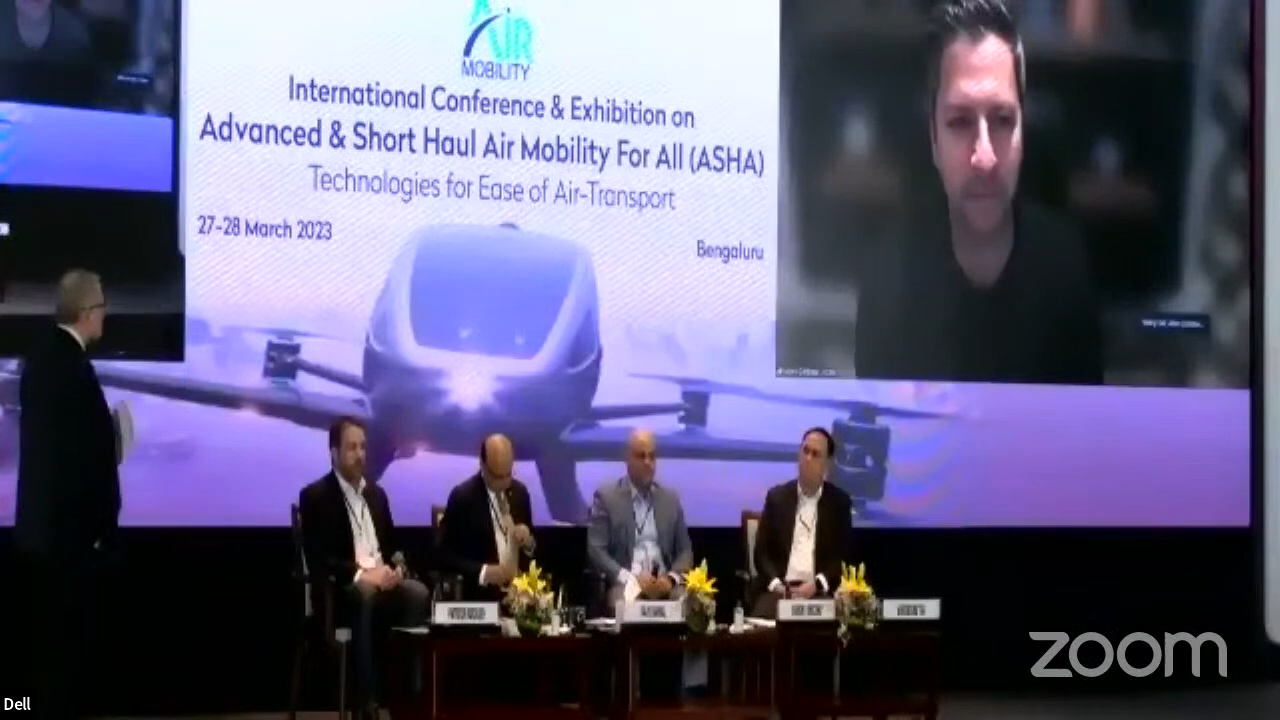 AIR
MOBILITY
International Conference & Exhibition on
Advanced & Short Haul Air Mobility For All (ASHA)
Technologies for Ease of Air-Transport
27-28 March 2023
Bengaluru
zoom
Dell